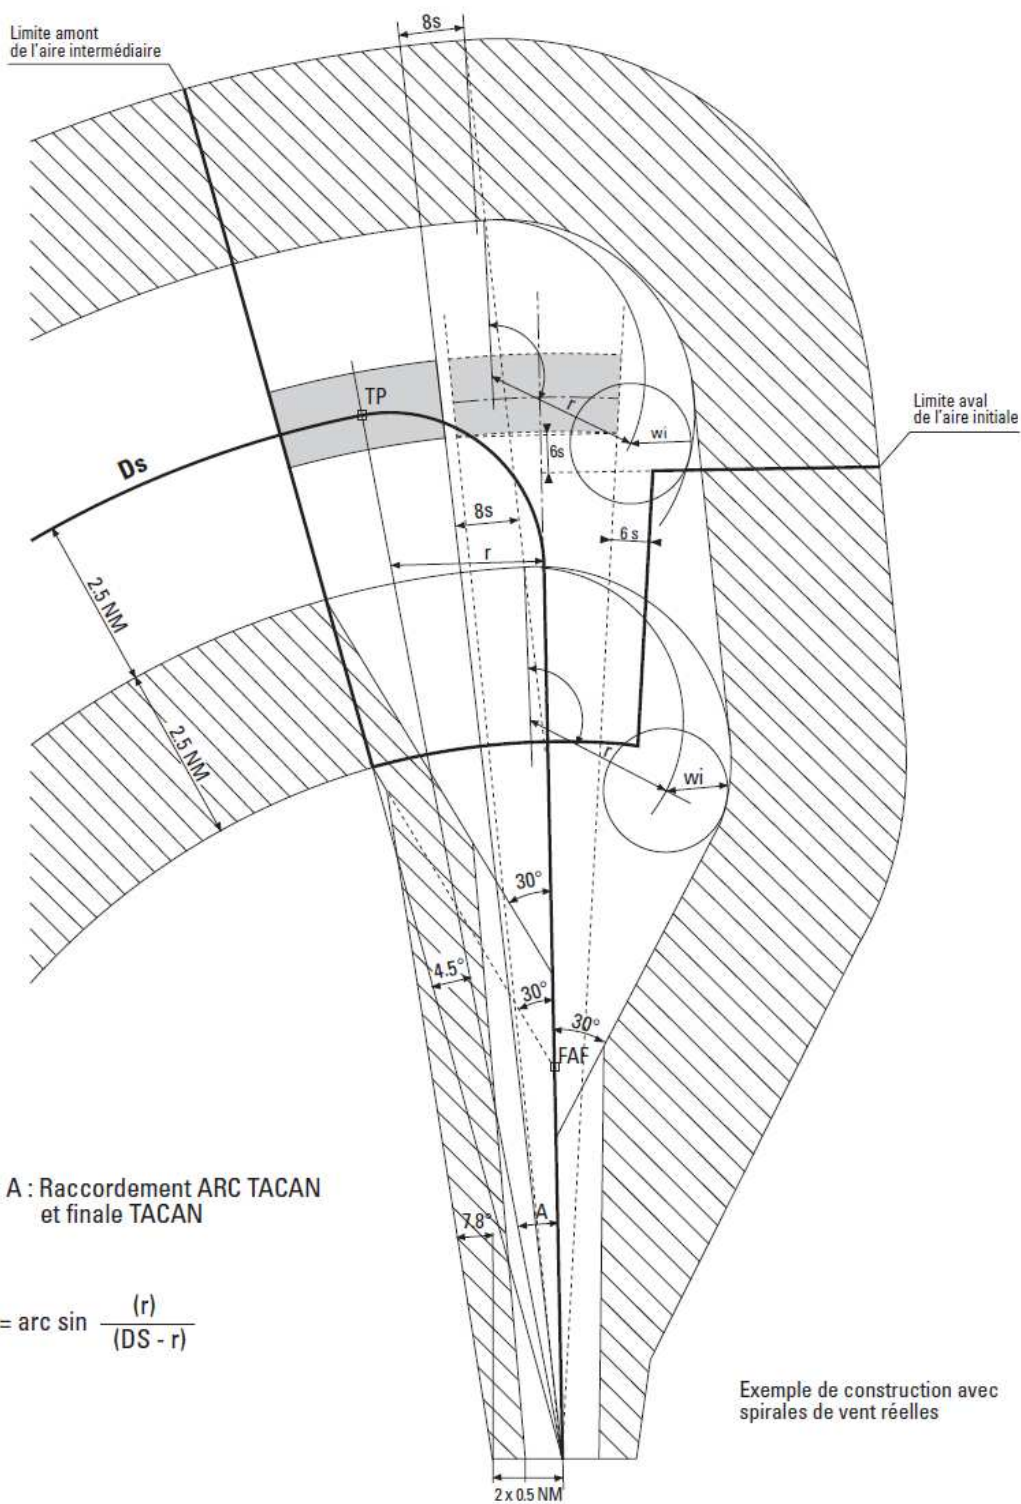 8s
Limite amont
de l'aire intermédiaire
TP
Limite aval
de l'aire initiale
r
wi
6s
Ds
8s
6 s
r
2.5 NM
2.5 NM
r
wi
30°
4.5°
30°
30°
FAF
A : Raccordement ARC TACAN
et finale TACAN
7.8°
A
= arc sin (r)
(DS - r)
Exemple de construction avec
spirales de vent réelles
2 x 0.5 NM